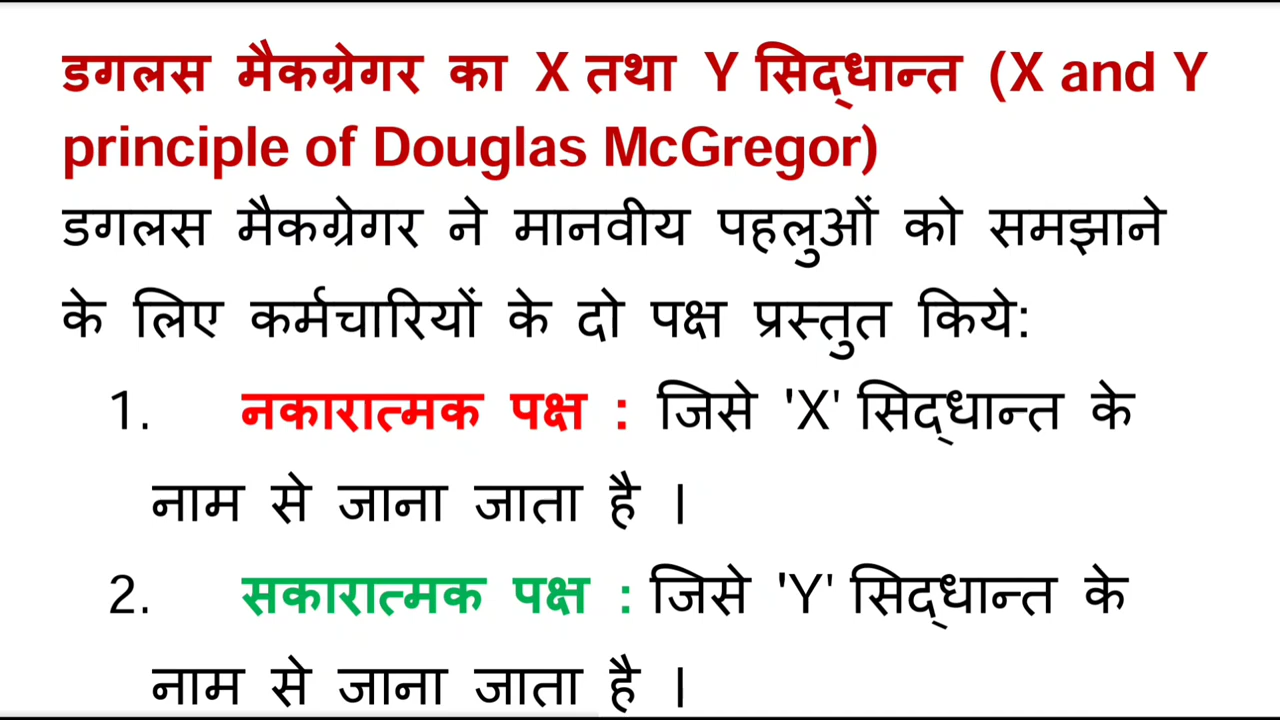 डगलस मैकग्रेगर का X तथा Y सिद्धान्त (X and Y
principle of Douglas McGregor)
डगलस मैकग्रेगर ने मानवीय पहलुओं को समझाने
के लिए कर्मचारियों के दो पक्ष प्रस्तुत किये:
1. नकारात्मक पक्ष : जिसे 'X' सिद्धान्त के
नाम से जाना जाता है ।
2. सकारात्मक पक्ष : जिसे 'Y' सिद्धान्त के
नाम से जाना जाता है ।